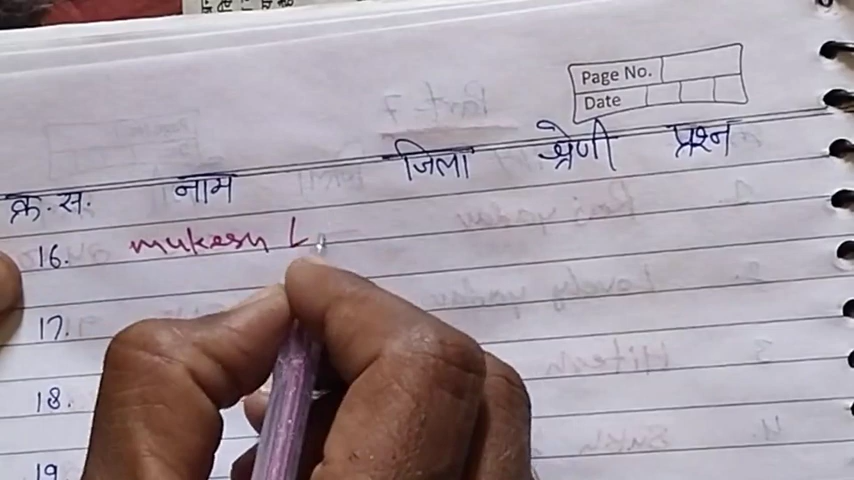 Page No.
Date
क्र. स. नाम जिला श्रेणी प्रश्न
16. mukesh L
17.
18.
19